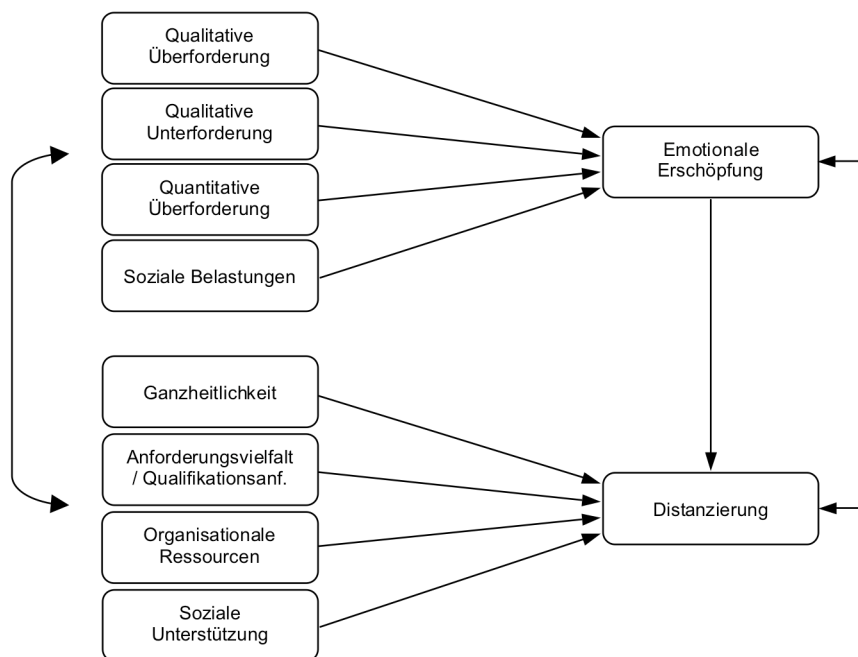 Qualitative
Überforderung
Qualitative
Unterforderung
Quantitative
Überforderung
Soziale Belastungen
Emotionale
Erschöpfung
Ganzheitlichkeit
Anforderungsvielfalt
/ Qualifikationsanf.
Organisationale
Ressourcen
Soziale
Unterstützung
Distanzierung